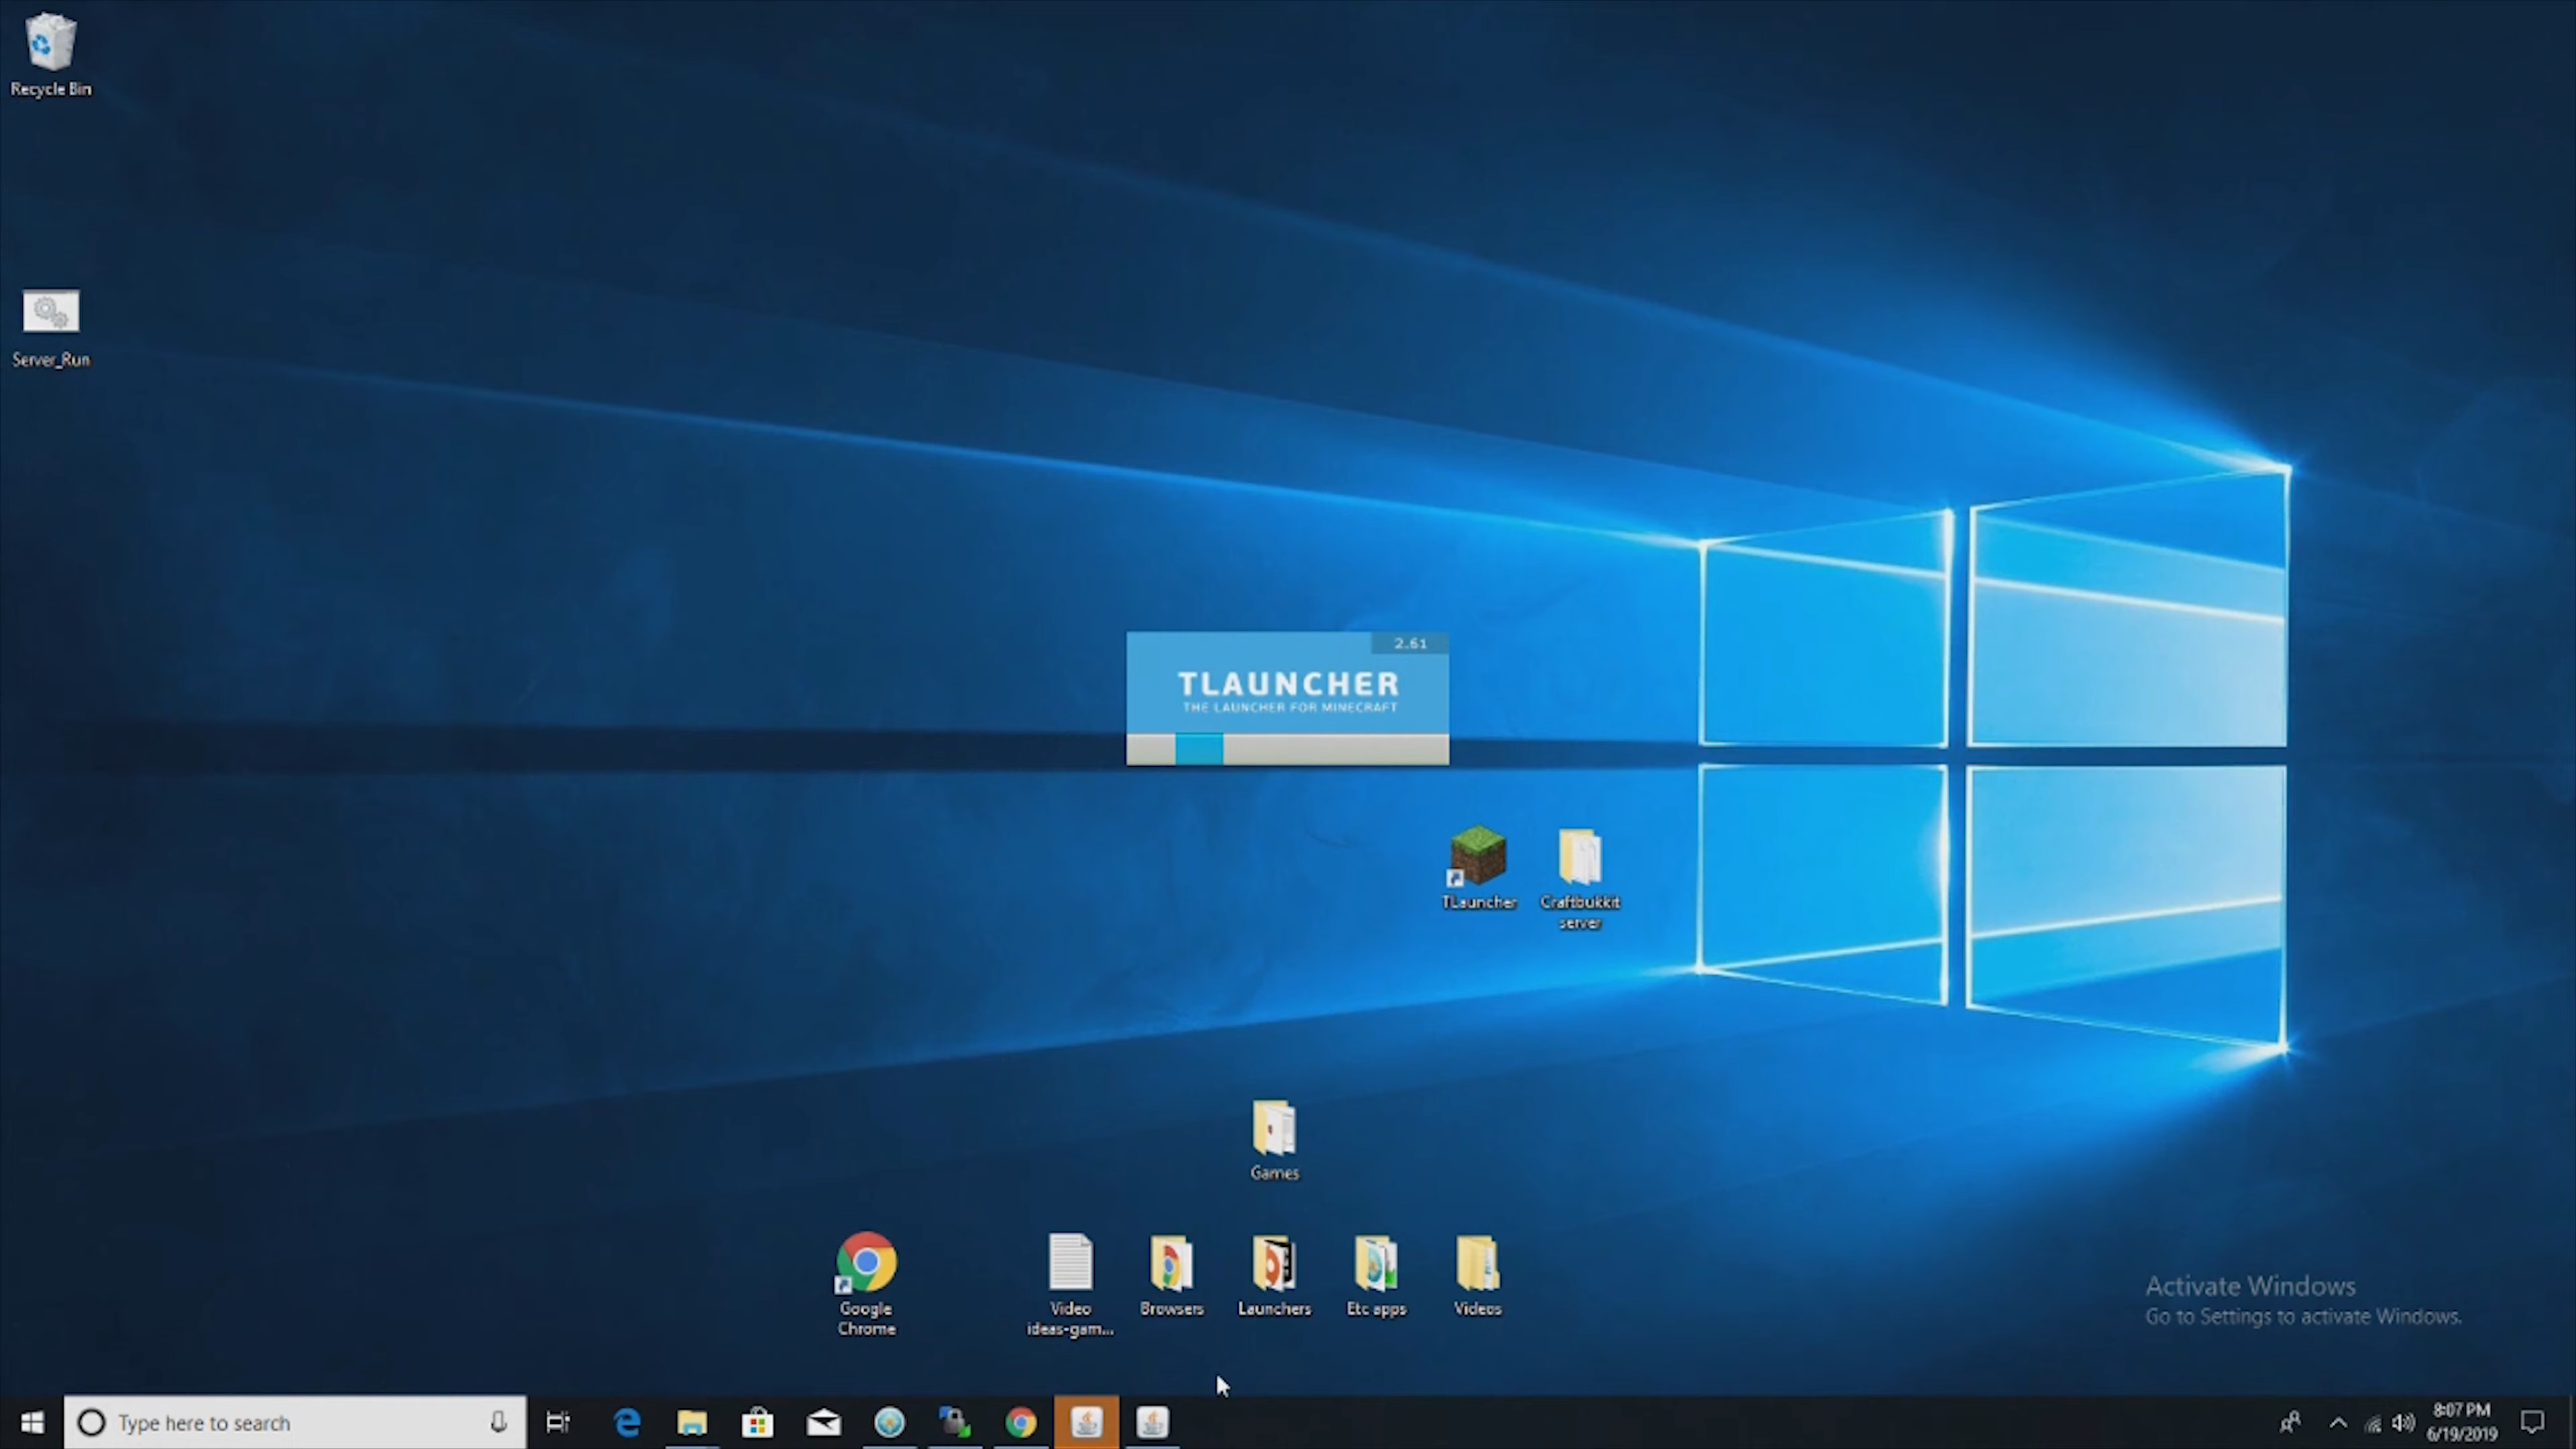 Recycle Bin
Server_Run
2.61
TLAUNCHER
THE LAUNCHER FOR MINECRAFT
TLauncher
Craftbukkit
server
Games
Google
Chrome
Video
ideas-gam...
Browsers
Launchers
Etc apps
Videos
Activate Windows
Go to Settings to activate Windows.
Type here to search
8:07 PM
6/19/2019